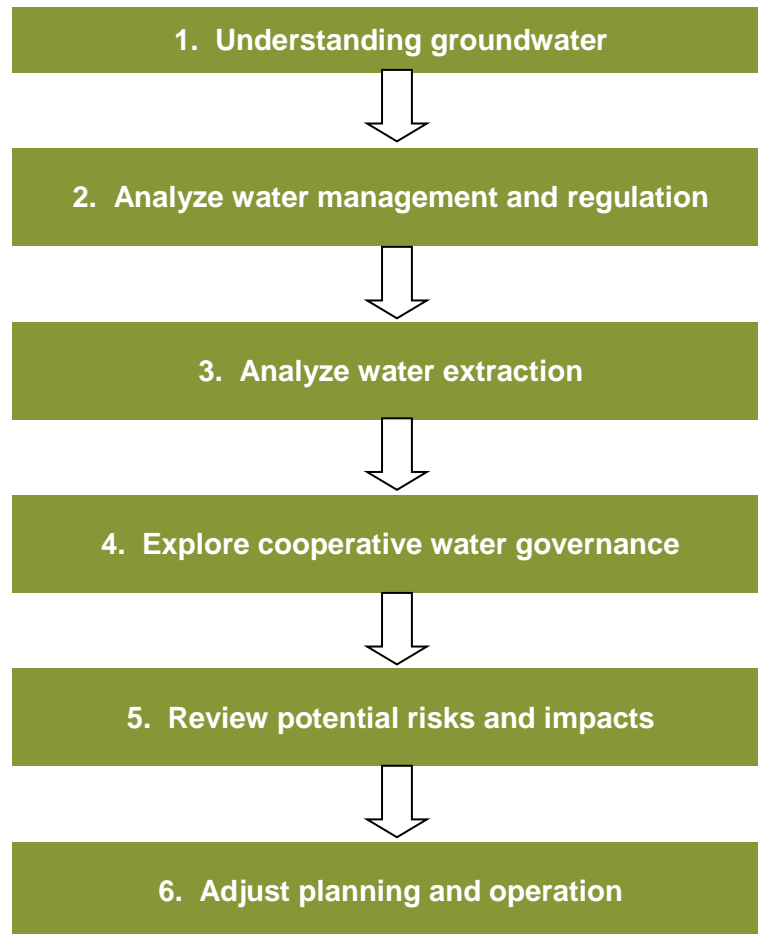 1. Understanding groundwater
2. Analyze water management and regulation
3. Analyze water extraction
4. Explore cooperative water governance
5. Review potential risks and impacts
6. Adjust planning and operation